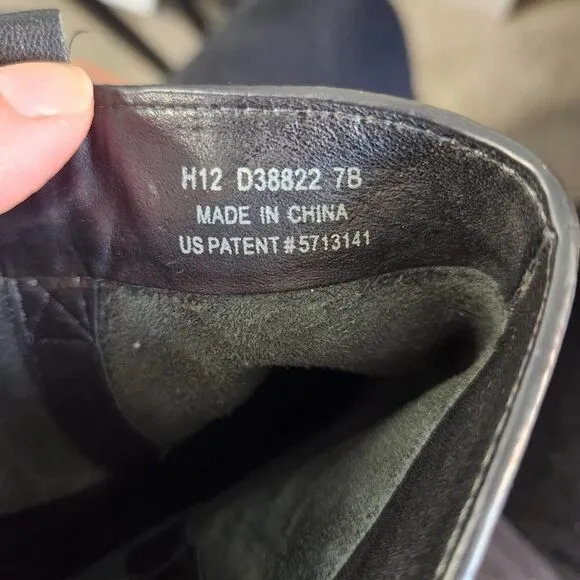 H12 D38822 7B
MADE IN CHINA
US PATENT #5713141